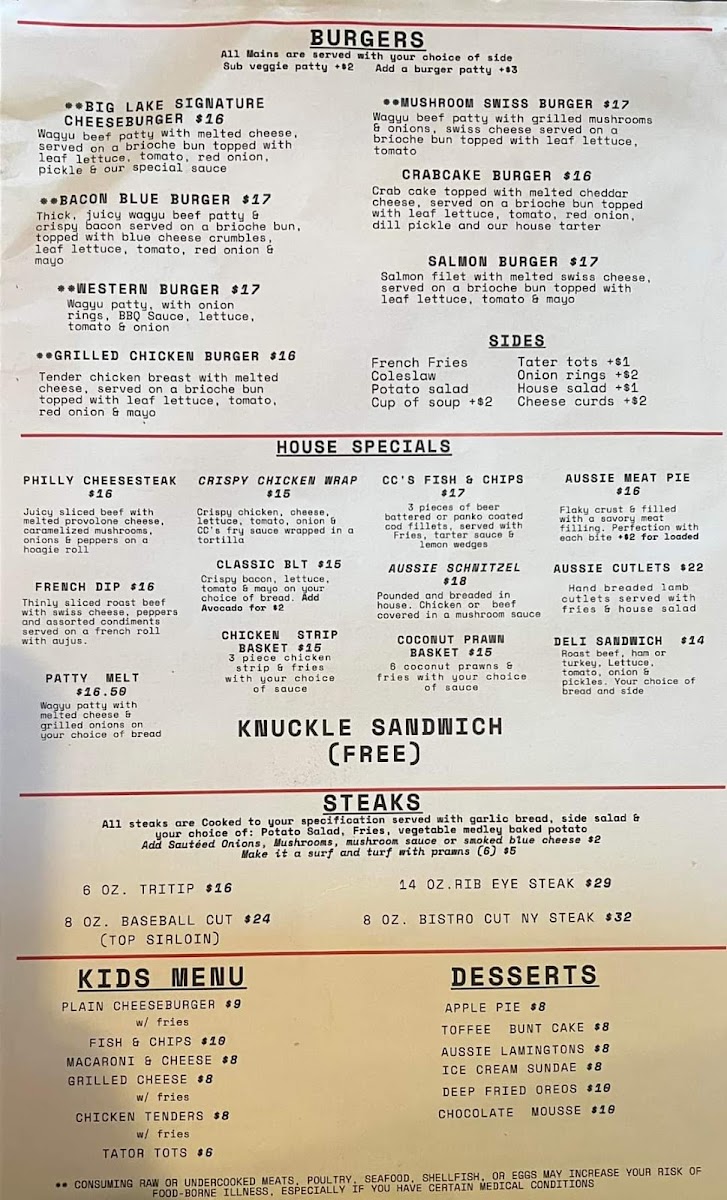 BURGERS
All Mains are served with your choice of side
Sub veggie patty +$2 Add a burger patty +$3
**BIG LAKE SIGNATURE
CHEESEBURGER $16
Wagyu beef patty with melted cheese,
served on a brioche bun topped with
leaf lettuce, tomato, red onion,
pickle & our special sauce
**BACON BLUE BURGER $17
Thick, juicy wagyu beef patty &
crispy bacon served on a brioche bun,
topped with blue cheese crumbles,
leaf lettuce, tomato, red onion &
mayo
**WESTERN BURGER $17
Wagyu patty, with onion
rings, BBQ Sauce, lettuce,
tomato & onion
**GRILLED CHICKEN BURGER $16
Tender chicken breast with melted
cheese, served on a brioche bun
topped with leaf lettuce, tomato,
red onion & mayo
**MUSHROOM SWISS BURGER $17
Wagyu beef patty with grilled mushrooms
& onions, swiss cheese served on a
brioche bun topped with leaf lettuce,
tomato
CRABCAKE BURGER $16
Crab cake topped with melted cheddar
cheese, served on a brioche bun topped
with leaf lettuce, tomato, red onion,
dill pickle and our house tarter
SALMON BURGER $17
Salmon filet with melted swiss cheese,
served on a brioche bun topped with
leaf lettuce, tomato & mayo
SIDES
French Fries
Coleslaw
Potato salad
Cup of soup +$2
Tater tots +$1
Onion rings +$2
House salad +$1
Cheese curds +$2
HOUSE SPECIALS
PHILLY CHEESESTEAK
$16
Juicy sliced beef with
melted provolone cheese,
caramelized mushrooms,
onions & peppers on a
hoagie roll
FRENCH DIP $16
Thinly sliced roast beef
with swiss cheese, peppers
and assorted condiments
served on a french roll
with aujus.
PATTY MELT
$16.50
Wagyu patty with
melted cheese &
grilled onions on
your choice of bread
CRISPY CHICKEN WRAP
$15
Crispy chicken, cheese,
lettuce, tomato, onion &
CC's fry sauce wrapped in a
tortilla
CLASSIC BLT $15
Crispy bacon, lettuce,
tomato & mayo on your
choice of bread. Add
Avocado for $2
CHICKEN STRIP
BASKET $15
3 piece chicken
strip & fries
with your choice
of sauce
CC'S FISH & CHIPS
$17
3 pieces of beer
battered or panko coated
cod fillets, served with
Fries, tarter sauce &
lemon wedges
AUSSIE SCHNITZEL
$18
Pounded and breaded in
house. Chicken or beef
covered in a mushroom sauce
COCONUT PRAWN
BASKET $15
6 coconut prawns &
fries with your choice
of sauce
AUSSIE MEAT PIE
$16
Flaky crust & filled
with a savory meat
filling. Perfection with
each bite +$2 for loaded
AUSSIE CUTLETS $22
Hand breaded lamb
cutlets served with
fries & house salad
DELI SANDWICH $14
Roast beef, ham or
turkey, Lettuce,
tomato, onion &
pickles. Your choice of
bread and side
KNUCKLE SANDWICH
(FREE)
STEAKS
All steaks are Cooked to your specification served with garlic bread, side salad &
your choice of: Potato Salad, Fries, vegetable medley baked potato
Add Sautéed Onions, Mushrooms, mushroom sauce or smoked blue cheese $2
Make it a surf and turf with prawns (6) $5
6 OZ. TRITIP $16
8 OZ. BASEBALL CUT $24
(TOP SIRLOIN)
14 OZ.RIB EYE STEAK $29
8 OZ. BISTRO CUT NY STEAK $32
KIDS MENU
PLAIN CHEESEBURGER $9
w/ fries
FISH & CHIPS $10
MACARONI & CHEESE $8
GRILLED CHEESE $8
w/ fries
CHICKEN TENDERS $8
w/ fries
TATOR TOTS $6
DESSERTS
APPLE PIE $8
TOFFEE BUNT CAKE $8
AUSSIE LAMINGTONS $8
ICE CREAM SUNDAE $8
DEEP FRIED OREOS $10
CHOCOLATE MOUSSE $10
** CONSUMING RAW OR UNDERCOOKED MEATS, POULTRY, SEAFOOD, SHELLFISH, OR EGGS MAY INCREASE YOUR RISK OF
FOOD-BORNE ILLNESS, ESPECIALLY IF YOU HAVE CERTAIN MEDICAL CONDITIONS